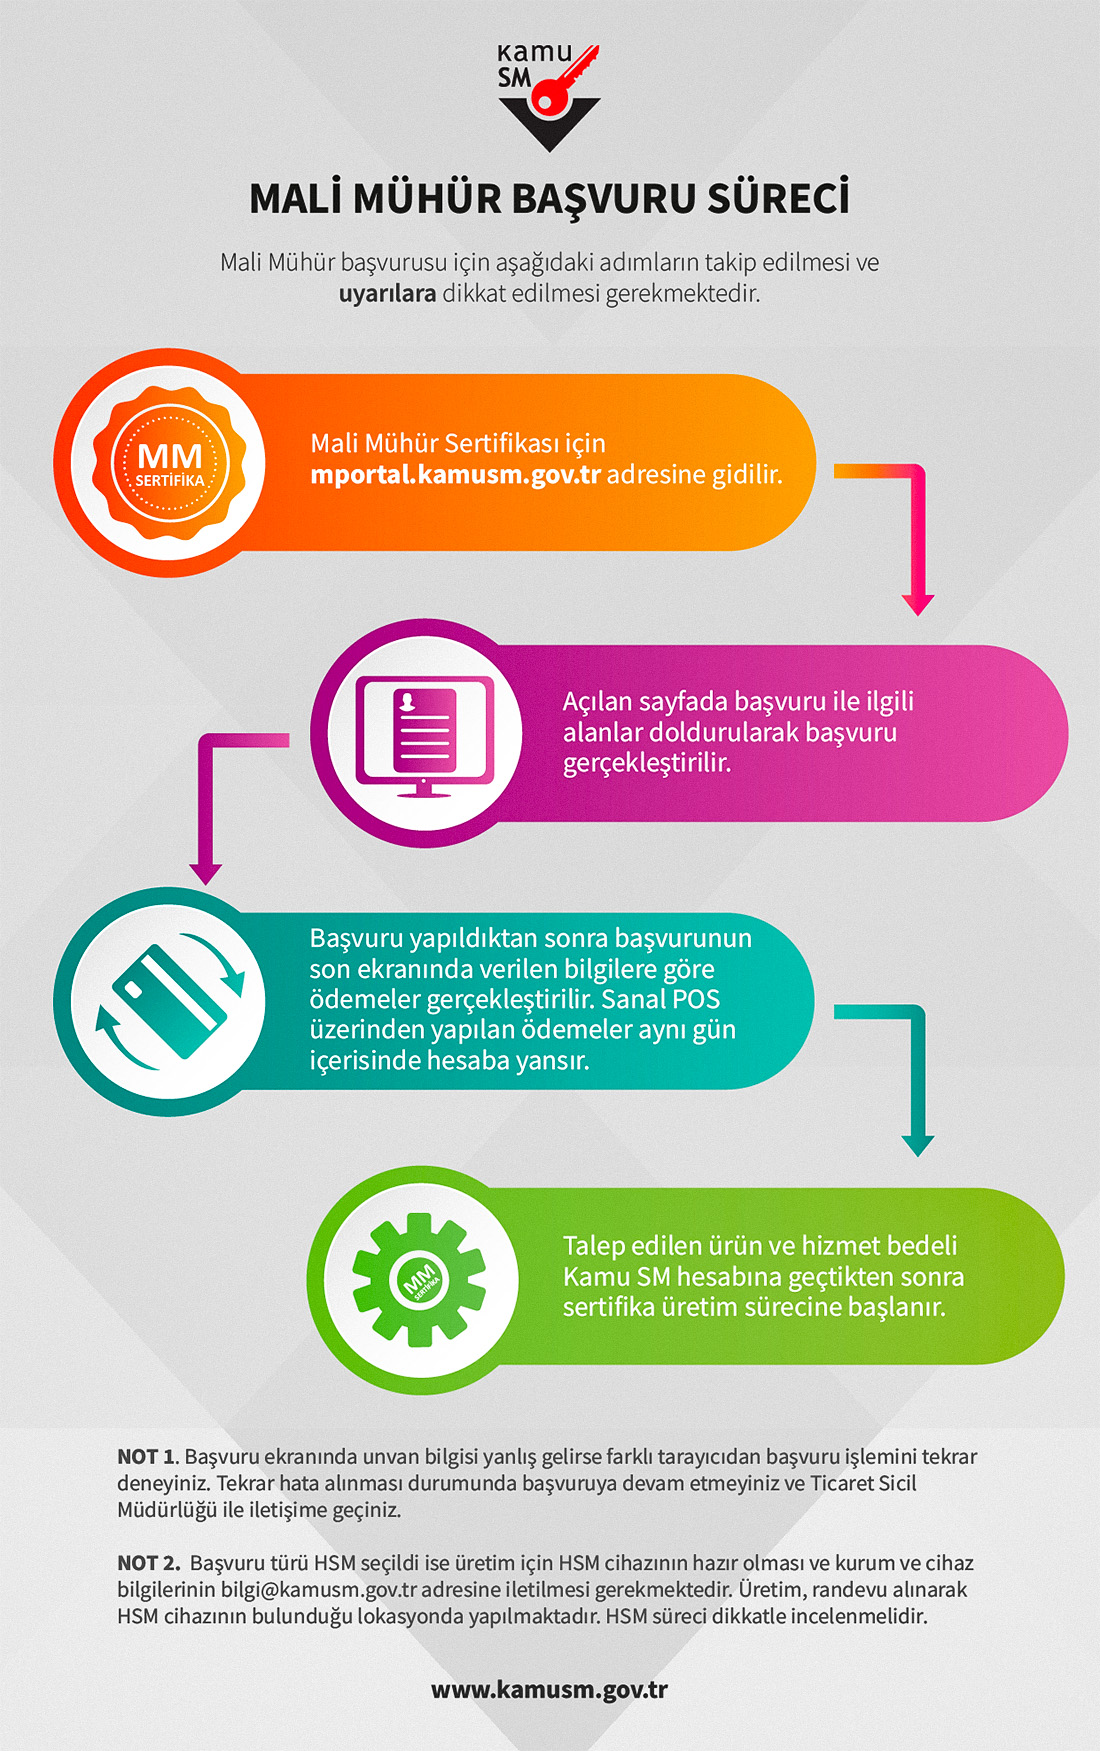 Kamu
SM
MALİ MÜHÜR BAŞVURU SÜRECİ
Mali Mühür başvurusu için aşağıdaki adımların takip edilmesi ve
uyarılara dikkat edilmesi gerekmektedir.
MM
SERTİFİKA
Mali Mühür Sertifikası için
mportal.kamusm.gov.tr adresine gidilir.
Açılan sayfada başvuru ile ilgili
alanlar doldurularak başvuru
gerçekleştirilir.
Başvuru yapıldıktan sonra başvurunun
son ekranında verilen bilgilere göre
ödemeler gerçekleştirilir. Sanal POS
üzerinden yapılan ödemeler aynı gün
içerisinde hesaba yansır.
MM
SERTİFİKA
Talep edilen ürün ve hizmet bedeli
Kamu SM hesabına geçtikten sonra
sertifika üretim sürecine başlanır.
NOT 1. Başvuru ekranında unvan bilgisi yanlış gelirse farklı tarayıcıdan başvuru işlemini tekrar
deneyiniz. Tekrar hata alınması durumunda başvuruya devam etmeyiniz ve Ticaret Sicil
Müdürlüğü ile iletişime geçiniz.
NOT 2. Başvuru türü HSM seçildi ise üretim için HSM cihazının hazır olması ve kurum ve cihaz
bilgilerinin bilgi@kamusm.gov.tr adresine iletilmesi gerekmektedir. Üretim, randevu alınarak
HSM cihazının bulunduğu lokasyonda yapılmaktadır. HSM süreci dikkatle incelenmelidir.
www.kamusm.gov.tr